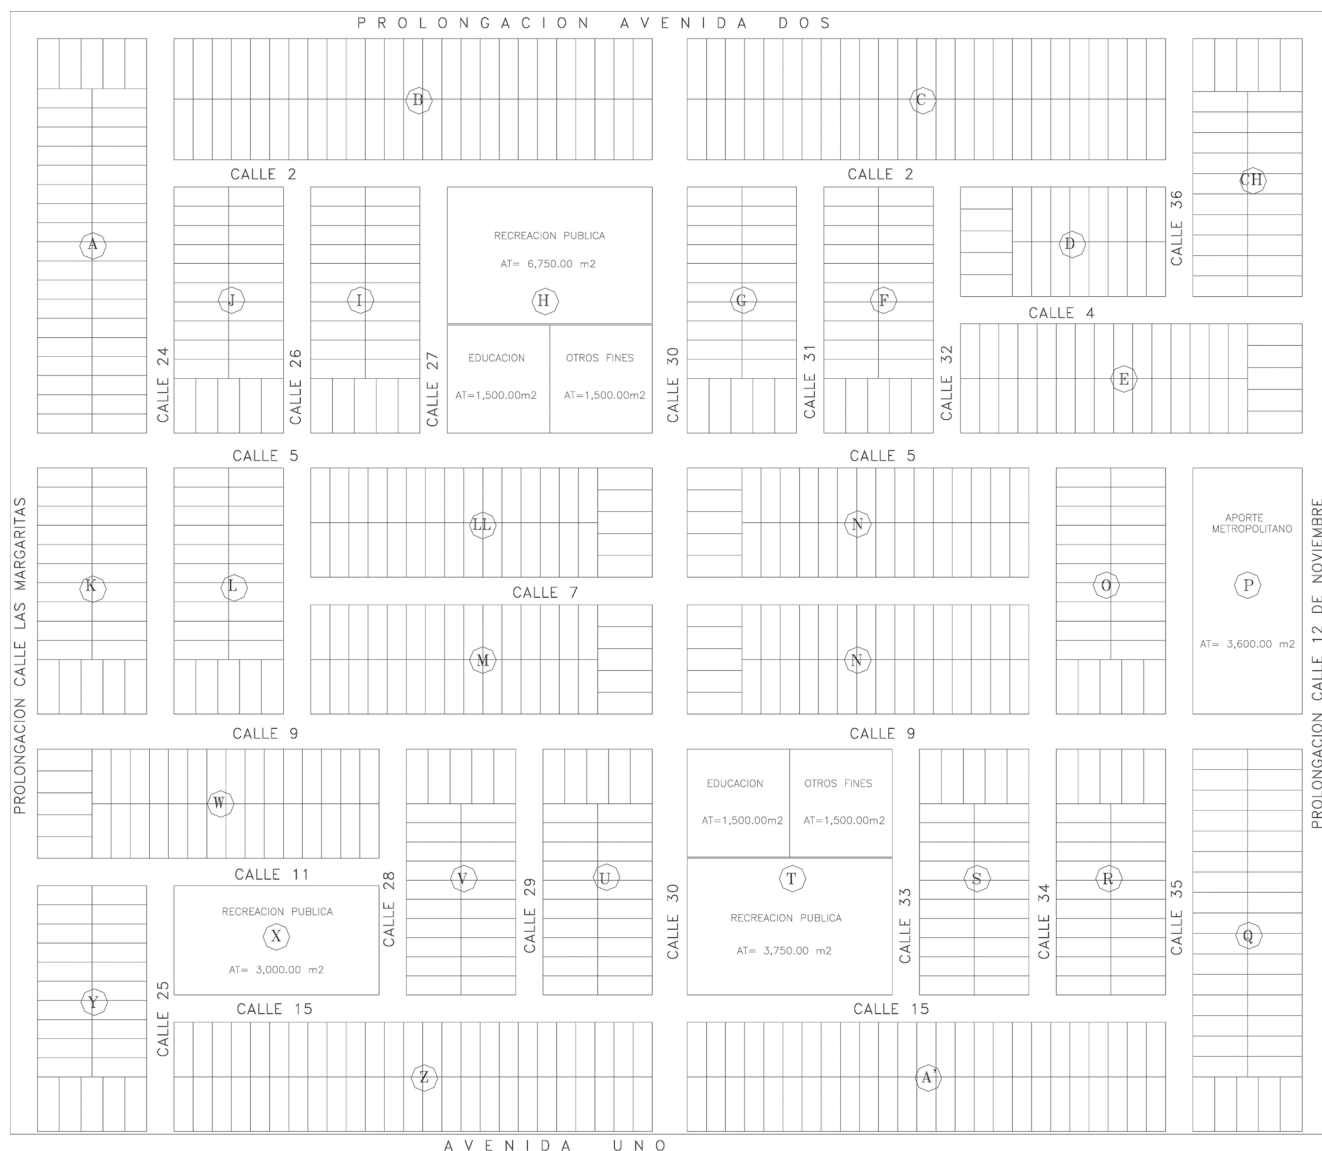 PROLONGACION AVENIDA DOS
B
C
CALLE 2
CALLE 2
CH
A
CALLE 36
RECREACION PUBLICA
AT= 6,750.00 m2
D
J
I
H
G
F
CALLE 4
CALLE 24
CALLE 26
CALLE 27
EDUCACION
OTROS FINES
AT=1,500.00m2
AT=1,500.00m2
CALLE 30
CALLE 31
CALLE 32
E
CALLE 5
CALLE 5
PROLONGACION CALLE LAS MARGARITAS
LL
N
APORTE
METROPOLITANO
PROLONGACION CALLE 12 DE NOVIEMBRE
K
L
CALLE 7
O
P
M
N
AT= 3,600.00 m2
CALLE 9
CALLE 9
W
EDUCACION
OTROS FINES
AT=1,500.00m2
AT=1,500.00m2
CALLE 11
CALLE 28
V
CALLE 29
U
CALLE 30
T
CALLE 33
S
CALLE 34
R
CALLE 35
RECREACION PUBLICA
X
AT= 3,000.00 m2
RECREACION PUBLICA
AT= 3,750.00 m2
Q
Y
CALLE 25
CALLE 15
CALLE 15
Z
A'
AVENIDA UNO